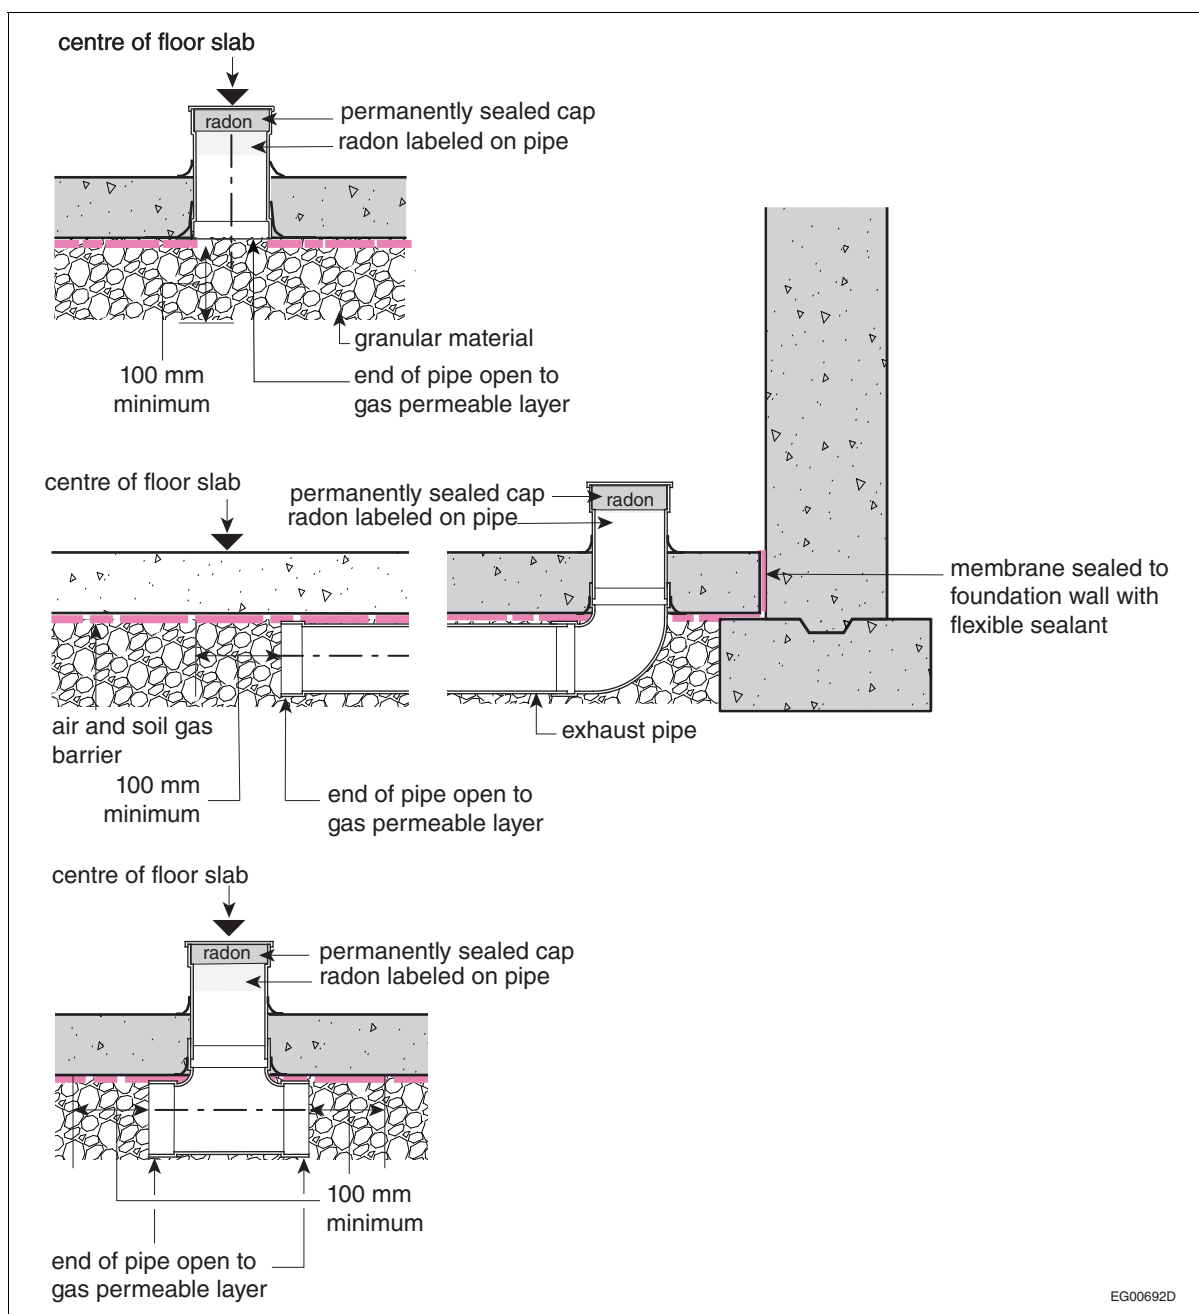 centre of floor slab
radon
permanently sealed cap
radon labeled on pipe
granular material
100 mm
minimum
end of pipe open to
gas permeable layer
centre of floor slab
permanently sealed cap
radon labeled on pipe
radon
membrane sealed to
foundation wall with
flexible sealant
air and soil gas
barrier
exhaust pipe
100 mm
minimum
end of pipe open to
gas permeable layer
centre of floor slab
radon
permanently sealed cap
radon labeled on pipe
100 mm
minimum
end of pipe open to
gas permeable layer
EG00692D